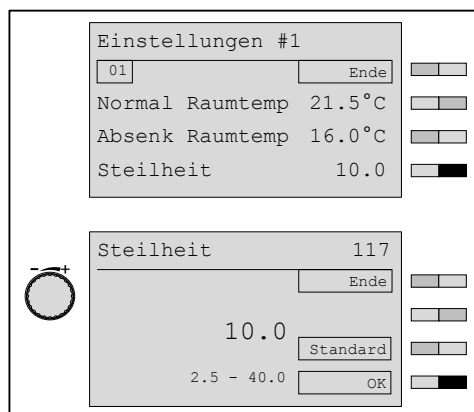 Einstellungen #1
01 Ende
Normal Raumtemp 21.5°C
Absenk Raumtemp 16.0°C
Steilheit 10.0
Steilheit 117
- +
Ende
10.0
Standard
2.5 - 40.0 OK